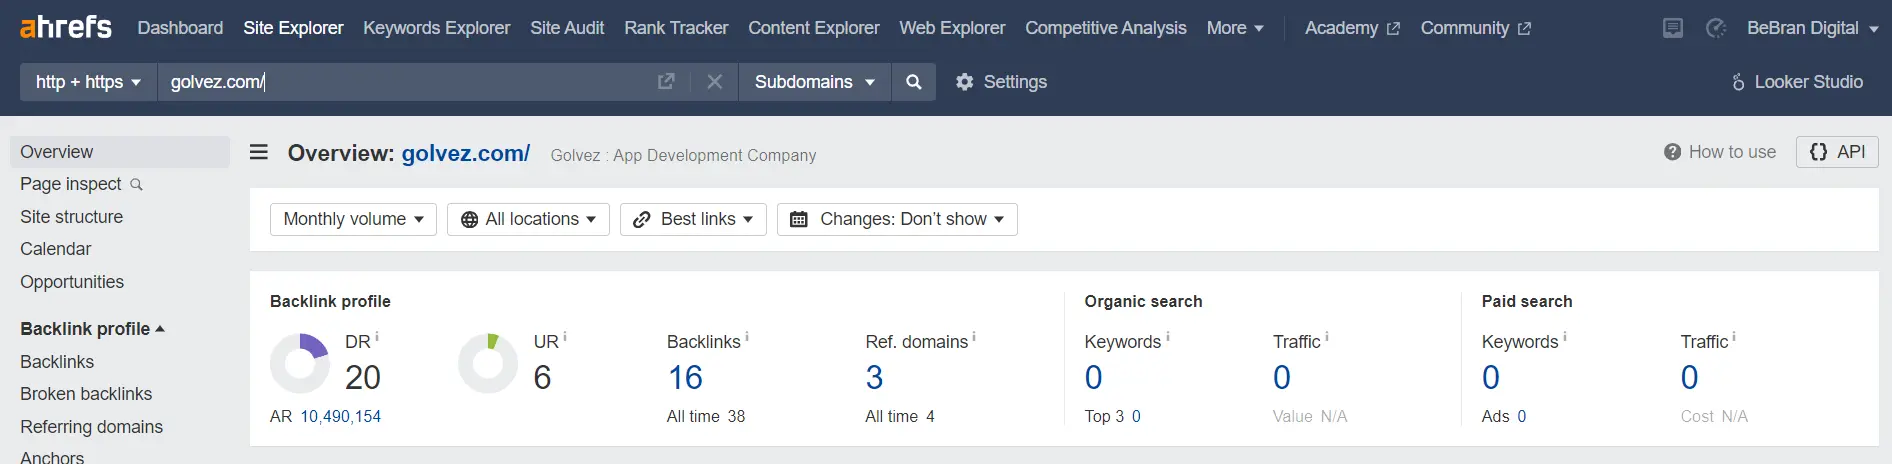 ahrefs Dashboard Site Explorer Keywords Explorer Site Audit Rank Tracker Content Explorer Web Explorer Competitive Analysis More Academy Community BeBran Digital
http + https golvez.com/ Subdomains Settings Looker Studio
Overview
Page inspect
Site structure
Calendar
Opportunities
Backlink profile
Backlinks
Broken backlinks
Referring domains
Anchors
Overview: golvez.com/ Golvez : App Development Company How to use {} API
Monthly volume All locations Best links Changes: Don't show
Backlink profile
DR i
20
AR 10,490,154
UR i
6
Backlinks i
16
All time 38
Ref. domains i
3
All time 4
Organic search
Keywords i
0
Top 3 0
Traffic i
0
Value N/A
Paid search
Keywords i
0
Ads 0
Traffic i
0
Cost N/A